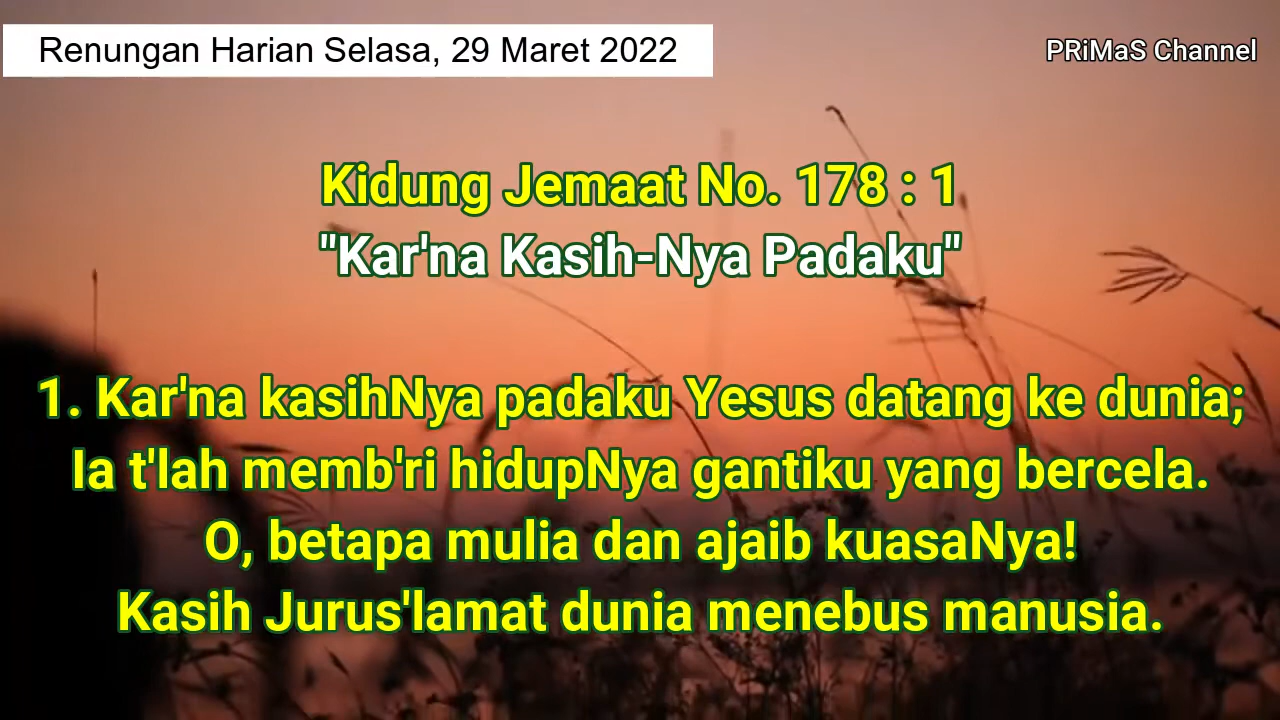 Renungan Harian Selasa, 29 Maret 2022
PRiMaS Channel
Kidung Jemaat No. 178 : 1
"Kar'na Kasih-Nya Padaku"
1. Kar'na kasihNya padaku Yesus datang ke dunia;
Ia t'lah memb'ri hidupNya gantiku yang bercela.
O, betapa mulia dan ajaib kuasaNya!
Kasih Jurus'lamat dunia menebus manusia.